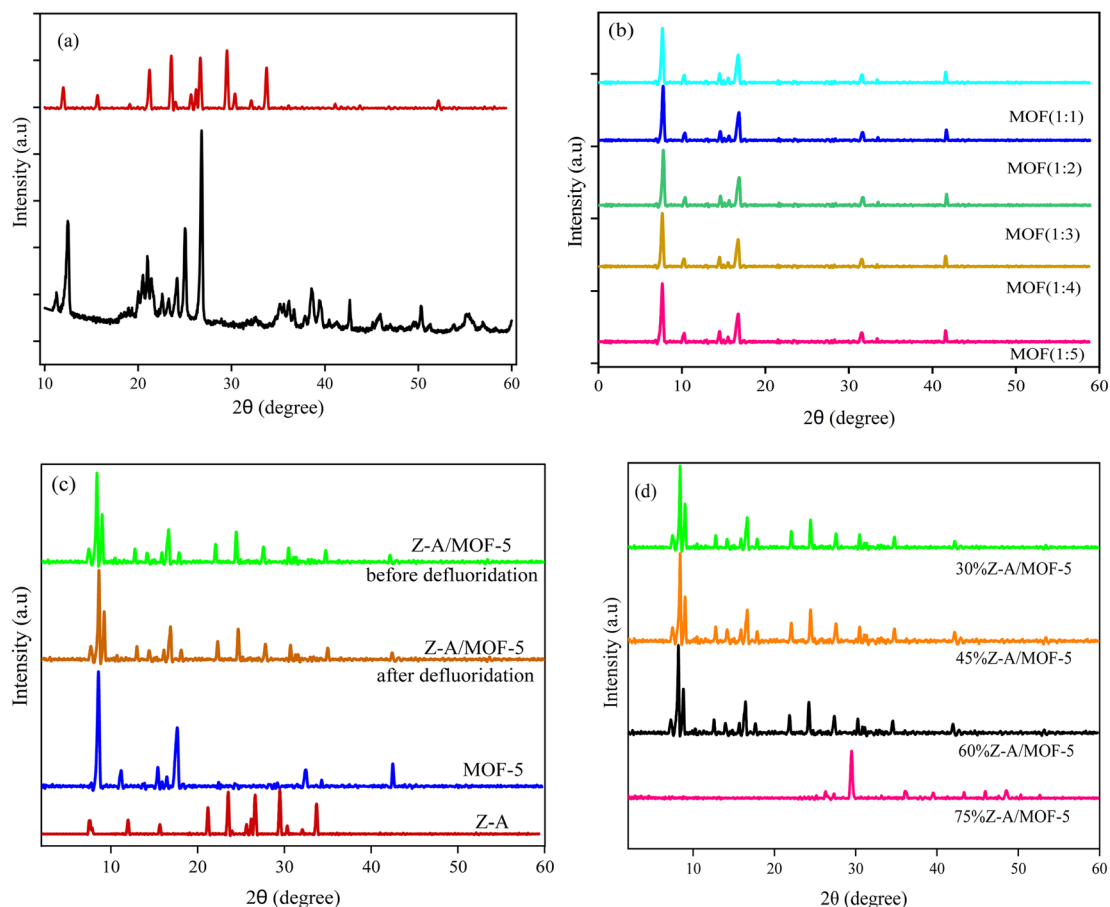 (a)
Intensity (a.u)
10 20 30 40 50 60
2θ (degree)
(b)
Intensity (a.u)
MOF(1:1)
MOF(1:2)
MOF(1:3)
MOF(1:4)
MOF(1:5)
0 10 20 30 40 50 60
2θ (degree)
(c)
Intensity (a.u)
Z-A/MOF-5
before defluoridation
Z-A/MOF-5
after defluoridation
MOF-5
Z-A
10 20 30 40 50 60
2θ (degree)
(d)
Intensity (a.u)
30%Z-A/MOF-5
45%Z-A/MOF-5
60%Z-A/MOF-5
75%Z-A/MOF-5
10 20 30 40 50 60
2θ (degree)